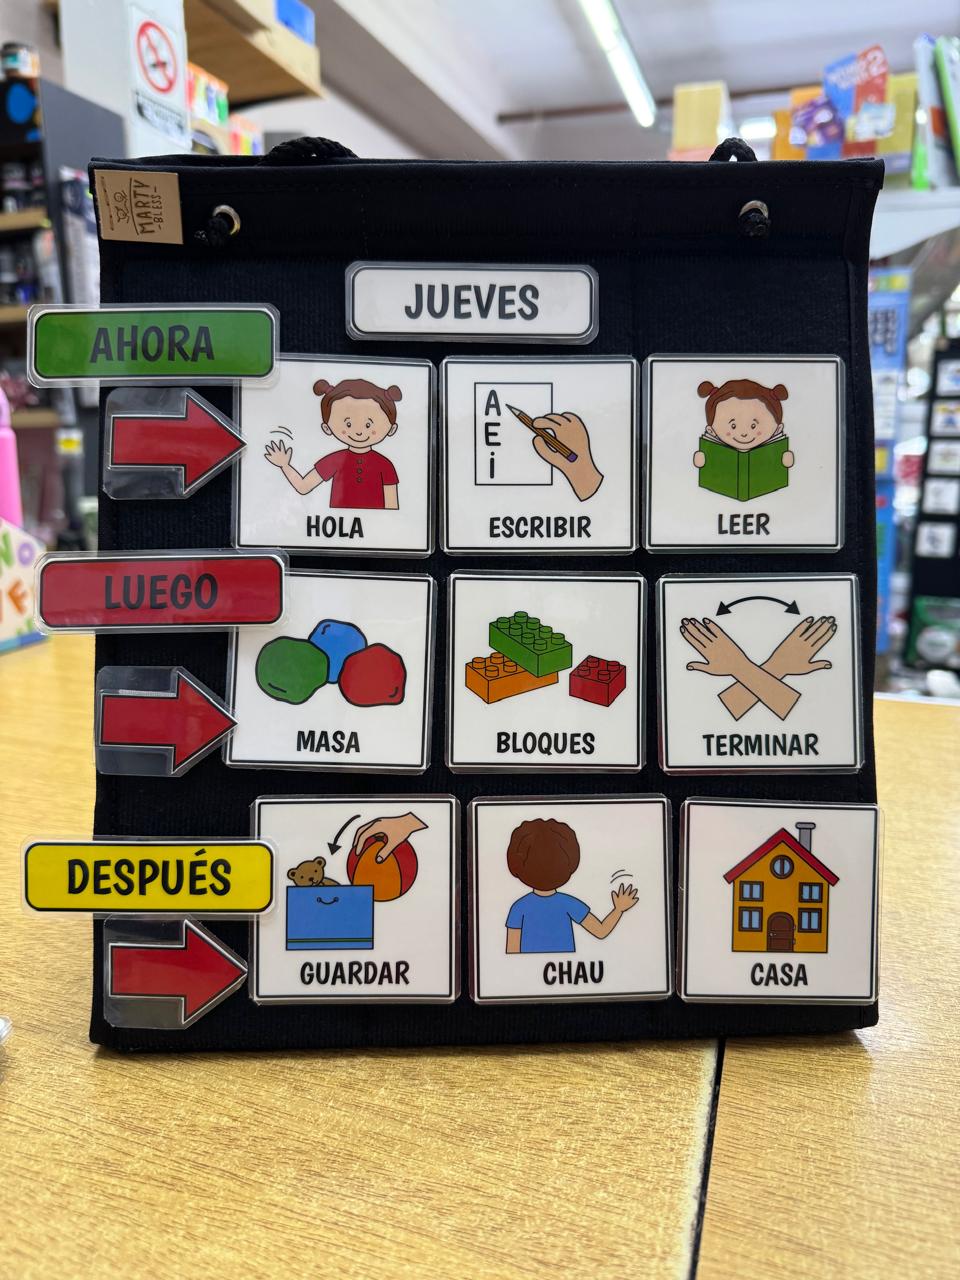 MARTY
-BLESS-
JUEVES
AHORA
HOLA
A
E
i
ESCRIBIR
LEER
LUEGO
MASA
BLOQUES
TERMINAR
DESPUÉS
GUARDAR
CHAU
CASA